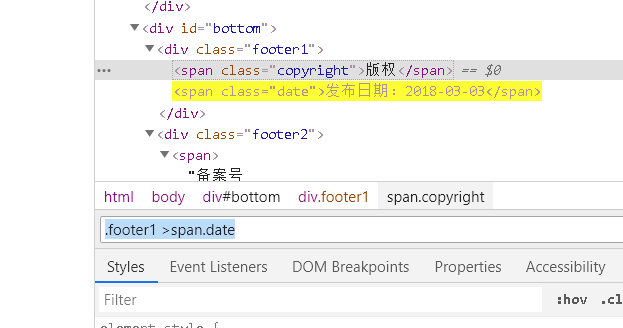 </div>
<div id="bottom">
<div class="footer1">
<span class="copyright">版权</span> == $0
<span class="date">发布日期：2018-03-03</span>
</div>
<div class="footer2">
<span>
"备案号
html body div#bottom div.footer1 span.copyright
.footer1 >span.date
Styles Event Listeners DOM Breakpoints Properties Accessibility
Filter :hov .cl
element.style {